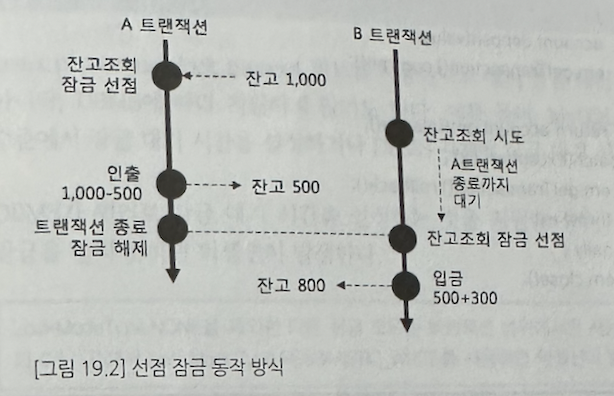 A 트랜잭션
B 트랜잭션
잔고조회
잠금 선점
잔고 1,000
잔고조회 시도
A트랜잭션
종료까지
대기
인출
1,000-500
잔고 500
트랜잭션 종료
잠금 해제
잔고조회 잠금 선점
잔고 800
입금
500+300
[그림 19.2] 선점 잠금 동작 방식